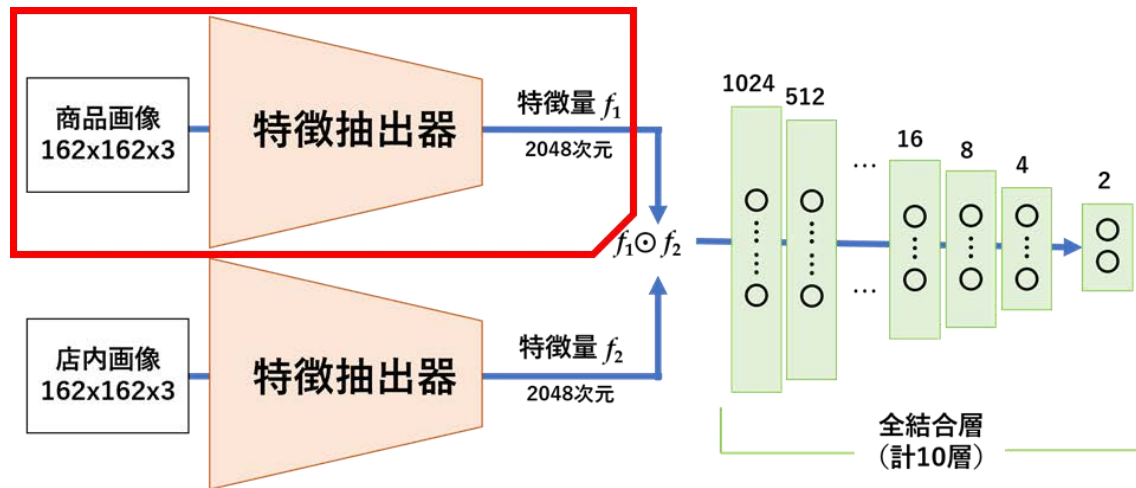 商品画像
162x162x3
特徴抽出器
特徴量 f₁
2048次元
店内画像
162x162x3
特徴抽出器
特徴量 f₂
2048次元
f₁⊙ f₂
1024
512
...
16
8
4
2
...
全結合層
（計10層）